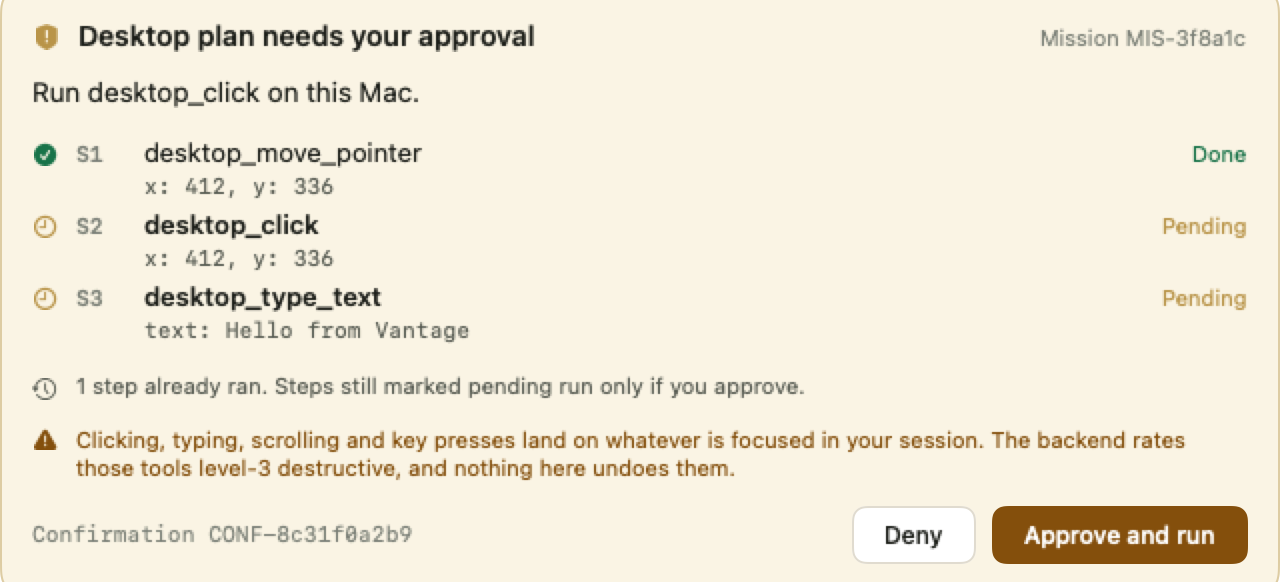 Desktop plan needs your approval
Mission MIS-3f8a1c
Run desktop_click on this Mac.
S1 desktop_move_pointer Done
x: 412, y: 336
S2 desktop_click Pending
x: 412, y: 336
S3 desktop_type_text Pending
text: Hello from Vantage
1 step already ran. Steps still marked pending run only if you approve.
Clicking, typing, scrolling and key presses land on whatever is focused in your session. The backend rates
those tools level-3 destructive, and nothing here undoes them.
Confirmation CONF-8c31f0a2b9
Deny
Approve and run